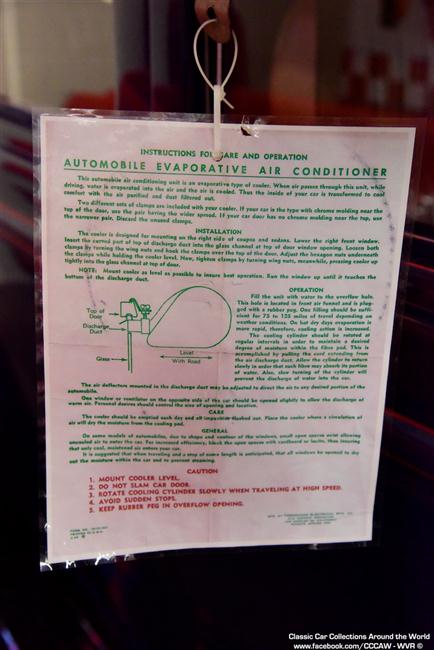 INSTRUCTIONS FOR CARE AND OPERATION
AUTOMOBILE EVAPORATIVE AIR CONDITIONER
This automobile air conditioning unit is an evaporative type of cooler. When air passes through this unit, while
driving, water is evaporated into the air and the air is cooled. Thus the inside of your car is transformed to cool
comfort with the air purified and dust filtered out.
Two different sets of clamps are included with your cooler. If your car is the type with chrome molding near the
top of the door, use the pair having the wider spread. If your car door has no chrome molding near the top, use
the narrower pair. Discard the unused clamps.
INSTALLATION
The cooler is designed for mounting on the right side of coupes and sedans. Lower the right front window.
Insert the curved part of top of discharge duct into the glass channel at top of door window opening. Loosen both
clamps by turning the wing nuts and hook the clamps over the top of the door. Adjust the hexagon nuts underneath
the clamps while holding the cooler level. Now, tighten clamps by turning wing nuts, meanwhile, pressing cooler up
tightly into the glass channel at top of door.
NOTE: Mount cooler as level as possible to insure best operation. Run the window up until it touches the
bottom of the discharge duct.
Top of
Door
Discharge
Duct
Glass
Level
With Road
OPERATION
Fill the unit with water to the overflow hole.
This hole is located in front air funnel and is plug-
ged with a rubber peg. One filling should be suffi-
cient for 75 to 125 miles of travel depending on
weather conditions. On hot dry days evaporation is
more rapid, therefore, cooling action is increased.
The cooling cylinder should be rotated at
regular intervals in order to maintain a desired
degree of moisture within the fibre pad. This is
accomplished by pulling the cord extending from
the air discharge duct. Allow the cylinder to return
slowly in order that each fibre may absorb its portion
of water. Also, slow turning of the cylinder will
prevent the discharge of water into the car.
The air deflectors mounted in the discharge duct may be adjusted to direct the air to any desired portion of the
automobile.
One window or ventilator on the opposite side of the car should be opened slightly to allow the discharge of
warm air. Personal desires should control the size of opening and location.
CARE
The cooler should be emptied each day and all impurities flushed out. Place the cooler where a circulation of
air will dry the moisture from the cooling pad.
GENERAL
On some models of automobiles, due to shape and contour of the windows, small open spaces exist allowing
uncooled air to enter the car. For increased efficiency, block the open spaces with cardboard or
that only cool, moistened air enters your car.
It is suggested that when traveling and a stop of some length is anticipated, that all windows be opened to dry
out the moisture within the car and to prevent steaming.
CAUTION
1. MOUNT COOLER LEVEL.
2. DO NOT SLAM CAR DOOR.
3. ROTATE COOLING CYLINDER SLOWLY WHEN TRAVELING AT HIGH SPEED.
4. AVOID SUDDEN STOPS.
5. KEEP RUBBER PEG IN OVERFLOW OPENING.
Classic Car Collections Around the World
www.facebook.com/CCCAW - WVR ©